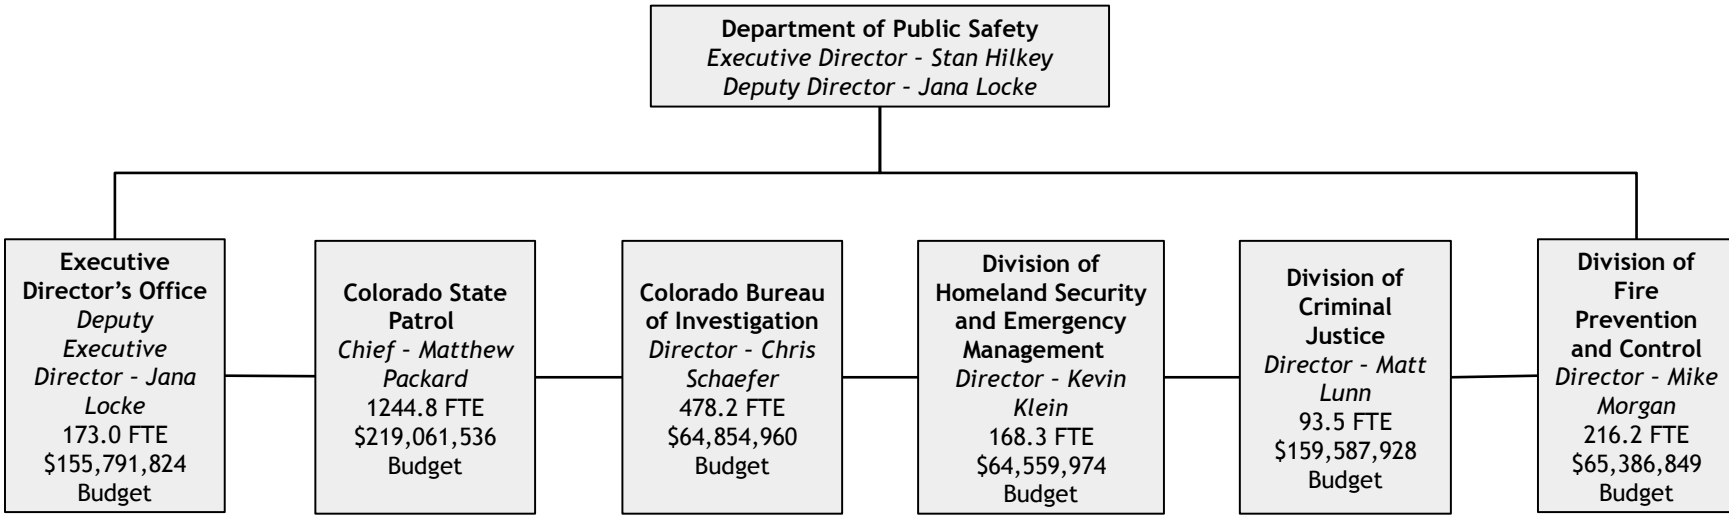 Department of Public Safety
Executive Director – Stan Hilkey
Deputy Director – Jana Locke
Executive
Director’s Office
Deputy
Executive
Director – Jana
Locke
173.0 FTE
$155,791,824
Budget
Colorado State
Patrol
Chief – Matthew
Packard
1244.8 FTE
$219,061,536
Budget
Colorado Bureau
of Investigation
Director – Chris
Schaefer
478.2 FTE
$64,854,960
Budget
Division of
Homeland Security
and Emergency
Management
Director – Kevin
Klein
168.3 FTE
$64,559,974
Budget
Division of
Criminal
Justice
Director – Matt
Lunn
93.5 FTE
$159,587,928
Budget
Division of
Fire
Prevention
and Control
Director – Mike
Morgan
216.2 FTE
$65,386,849
Budget